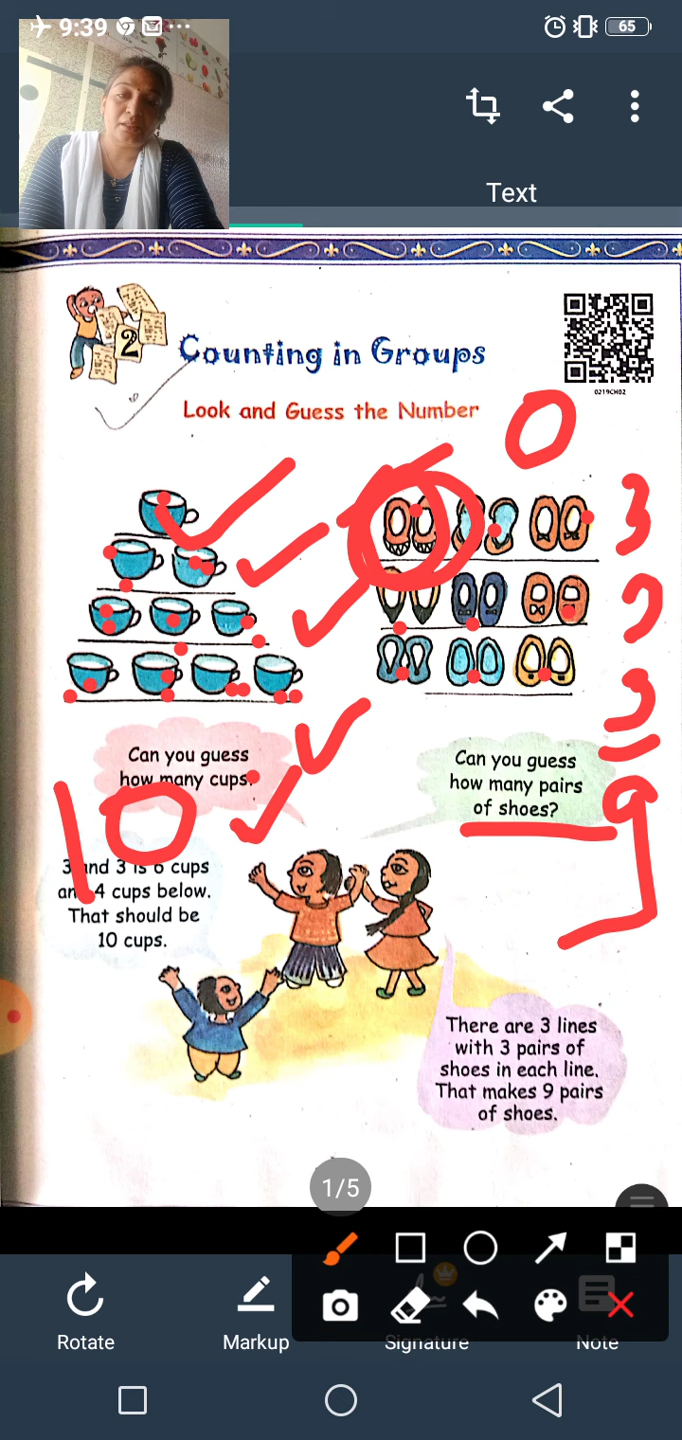 9:39
65
Text
2
Counting in Groups
0219CH02
Look and Guess the Number
0
3
3
3
9
Can you guess
how many cups.
Can you guess
how many pairs
of shoes?
10
3 and 3 is 6 cups
and 4 cups below.
That should be
10 cups.
There are 3 lines
with 3 pairs of
shoes in each line.
That makes 9 pairs
of shoes.
1/5
Rotate
Markup
Signature
Note